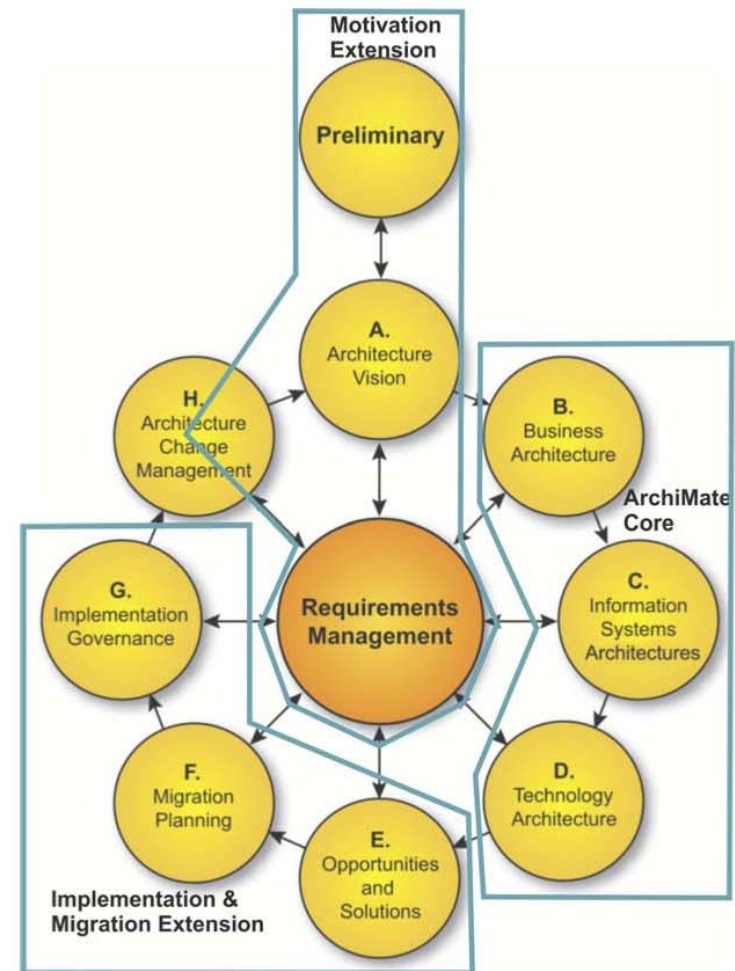 Motivation
Extension
Preliminary
A.
Architecture
Vision
H.
Architecture
Change
Management
B.
Business
Architecture
ArchiMate
Core
G.
Implementation
Governance
Requirements
Management
C.
Information
Systems
Architectures
F.
Migration
Planning
D.
Technology
Architecture
E.
Opportunities
and
Solutions
Implementation &
Migration Extension